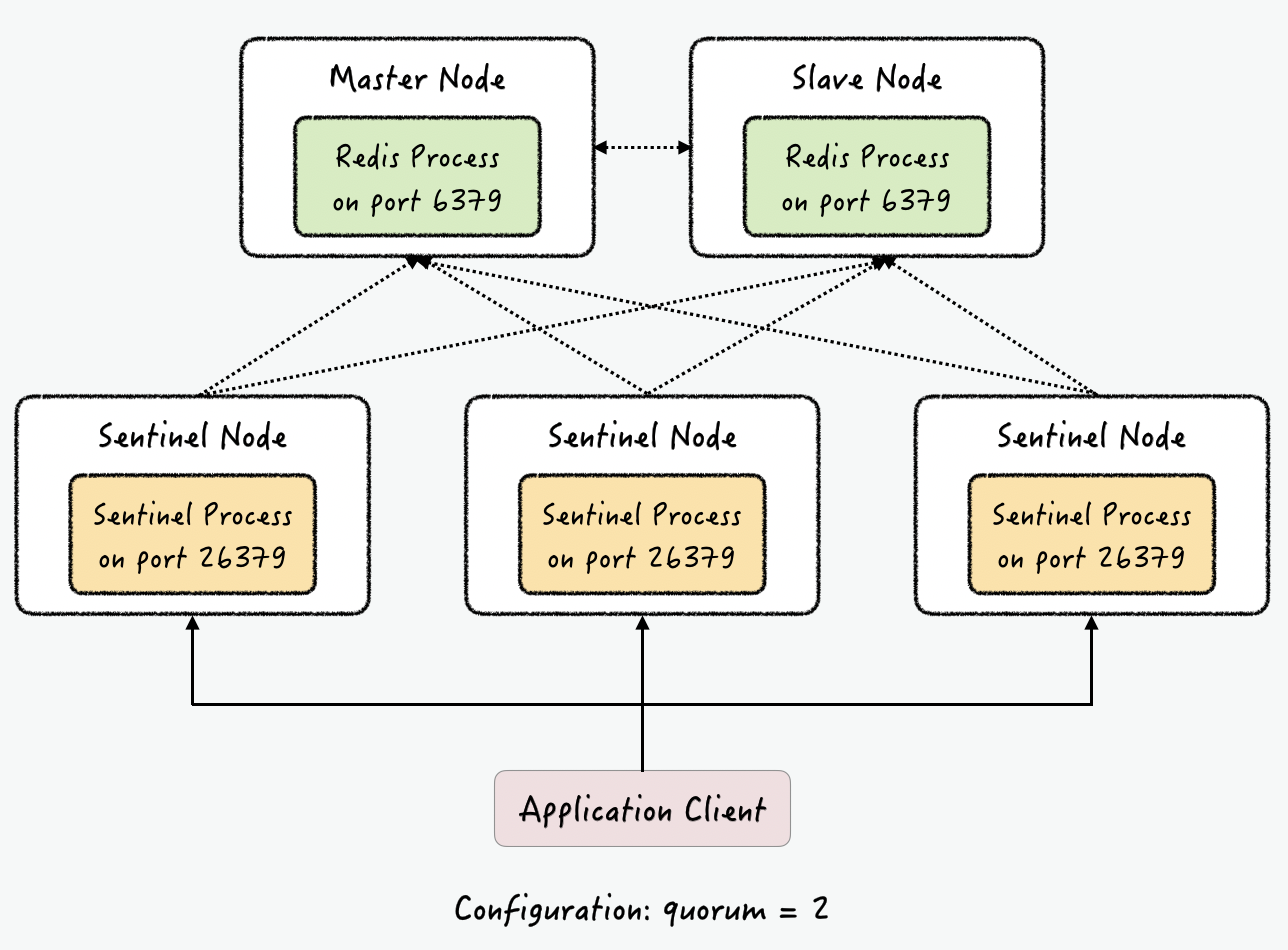 Master Node
Redis Process
on port 6379
Slave Node
Redis Process
on port 6379
Sentinel Node
Sentinel Process
on port 26379
Sentinel Node
Sentinel Process
on port 26379
Sentinel Node
Sentinel Process
on port 26379
Application Client
Configuration: quorum = 2